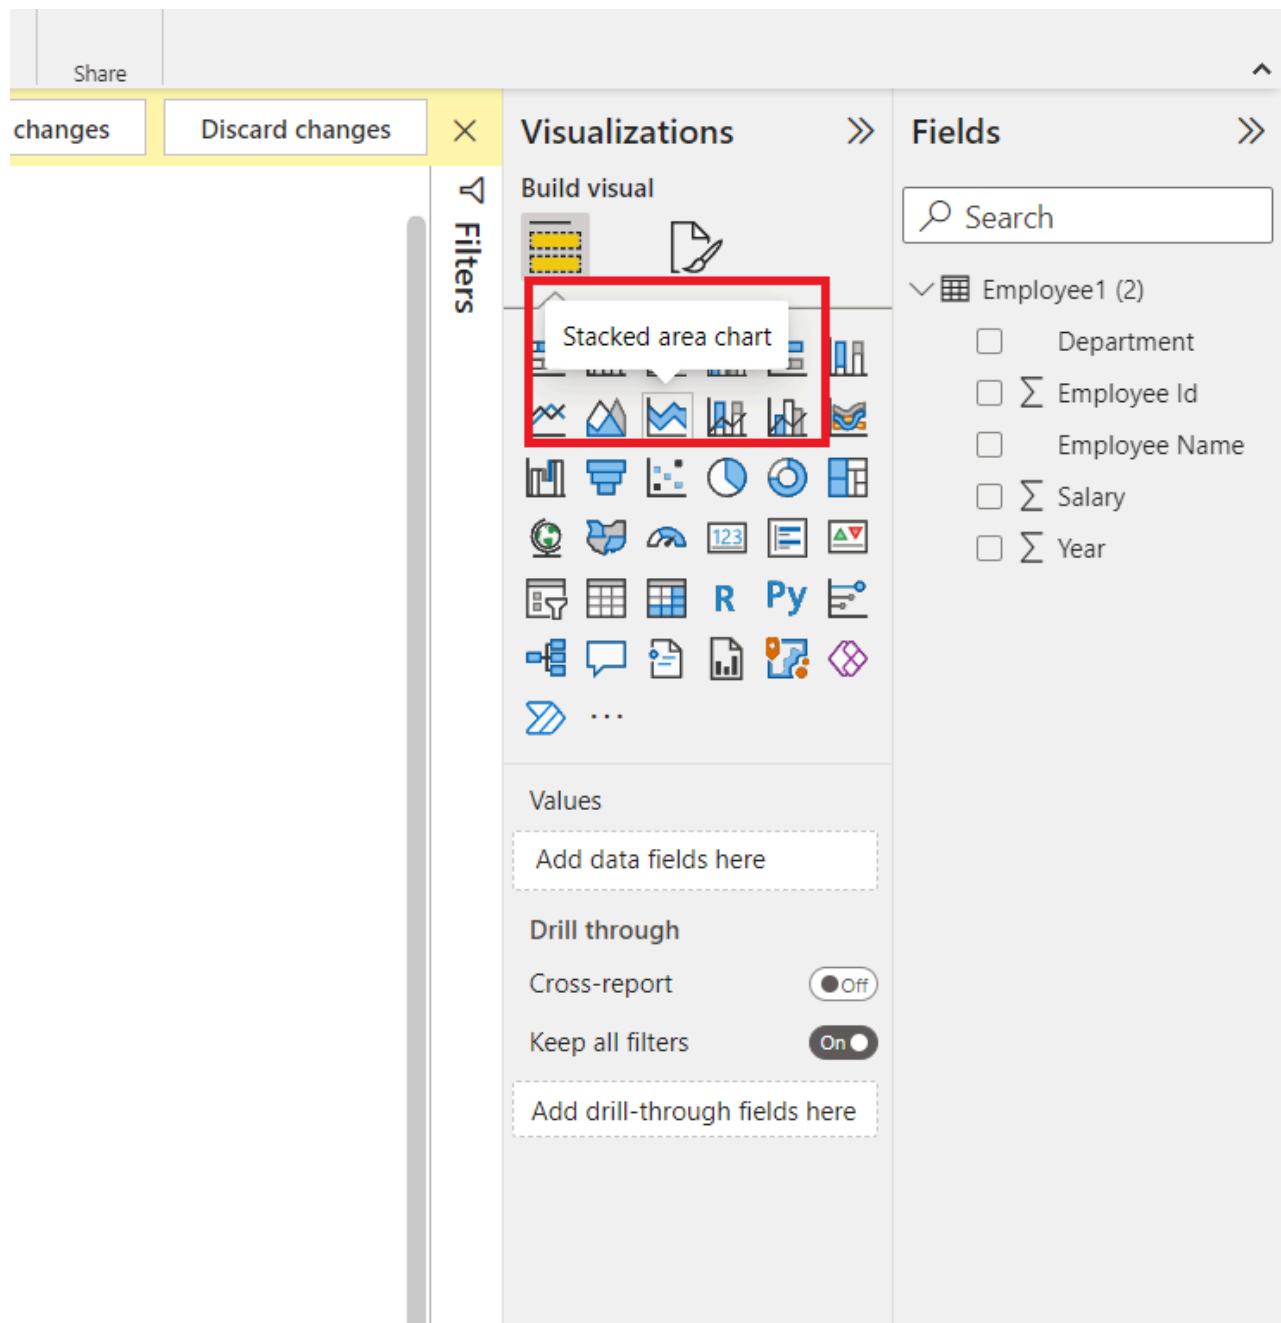 Share
changes
Discard changes
Filters
Visualizations
Build visual
Stacked area chart
123
R
Py
Values
Add data fields here
Drill through
Cross-report
Off
Keep all filters
On
Add drill-through fields here
Fields
Search
Employee1 (2)
Department
Σ Employee Id
Employee Name
Σ Salary
Σ Year